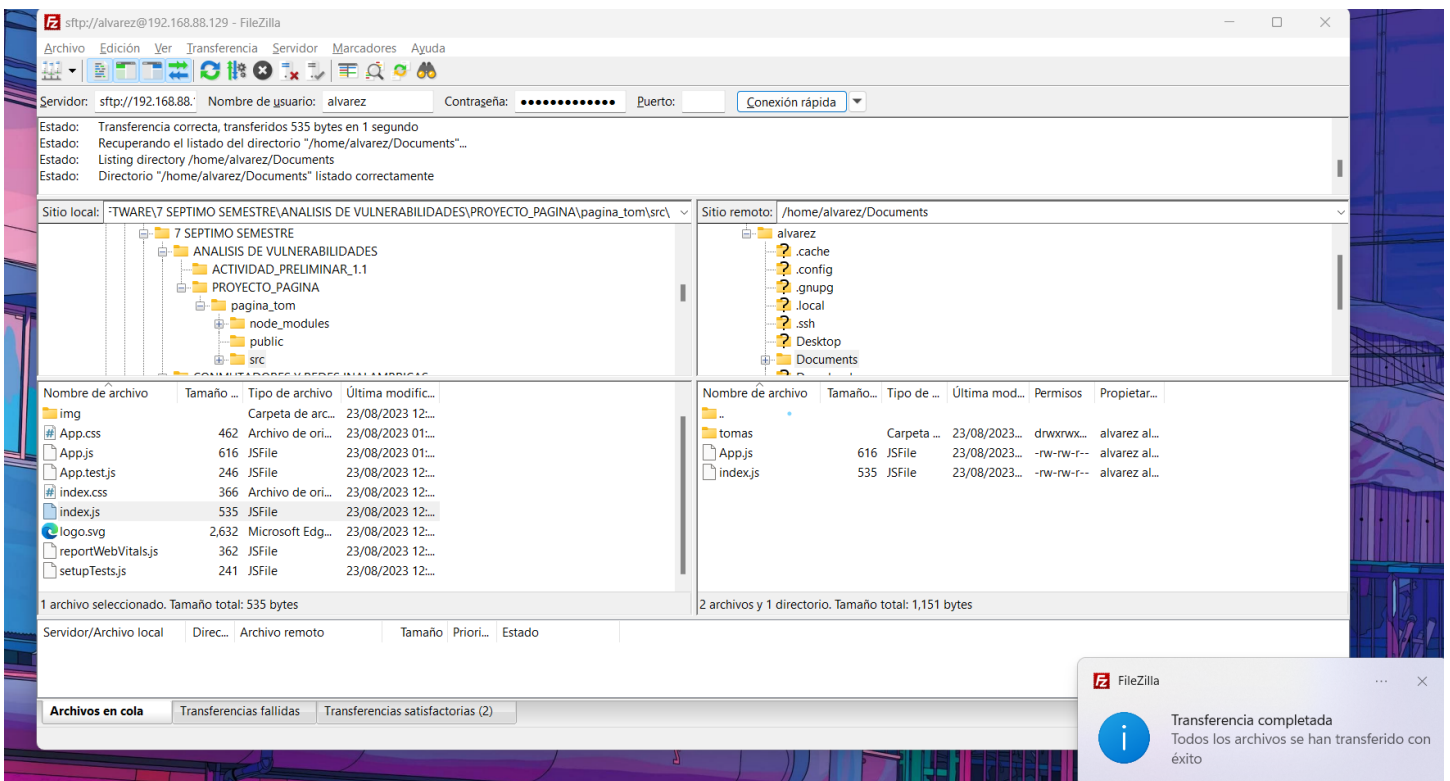 sftp://alvarez@192.168.88.129 - FileZilla
Archivo Edición Ver Transferencia Servidor Marcadores Ayuda
Servidor: sftp://192.168.88. Nombre de usuario: alvarez Contraseña: ●●●●●●●●●●●●● Puerto: Conexión rápida
Estado: Transferencia correcta, transferidos 535 bytes en 1 segundo
Estado: Recuperando el listado del directorio "/home/alvarez/Documents"...
Estado: Listing directory /home/alvarez/Documents
Estado: Directorio "/home/alvarez/Documents" listado correctamente
Sitio local: TWARE\7 SEPTIMO SEMESTRE\ANALISIS DE VULNERABILIDADES\PROYECTO_PAGINA\pagina_tom\src\
7 SEPTIMO SEMESTRE
ANALISIS DE VULNERABILIDADES
ACTIVIDAD_PRELIMINAR_1.1
PROYECTO_PAGINA
pagina_tom
node_modules
public
src
Sitio remoto: /home/alvarez/Documents
alvarez
? .cache
? .config
? .gnupg
? .local
? .ssh
? Desktop
Documents
Nombre de archivo Tamaño ... Tipo de archivo Última modific...
img Carpeta de arc... 23/08/2023 12:...
# App.css 462 Archivo de ori... 23/08/2023 01:...
App.js 616 JSFile 23/08/2023 01:...
App.test.js 246 JSFile 23/08/2023 12:...
# index.css 366 Archivo de ori... 23/08/2023 12:...
index.js 535 JSFile 23/08/2023 12:...
logo.svg 2,632 Microsoft Edg... 23/08/2023 12:...
reportWebVitals.js 362 JSFile 23/08/2023 12:...
setupTests.js 241 JSFile 23/08/2023 12:...
1 archivo seleccionado. Tamaño total: 535 bytes
Nombre de archivo Tamaño... Tipo de ... Última mod... Permisos Propietar...
..
tomas Carpeta ... 23/08/2023... drwxrwx... alvarez al...
App.js 616 JSFile 23/08/2023... -rw-rw-r-- alvarez al...
index.js 535 JSFile 23/08/2023... -rw-rw-r-- alvarez al...
2 archivos y 1 directorio. Tamaño total: 1,151 bytes
Servidor/Archivo local Direc... Archivo remoto Tamaño Priori... Estado
Archivos en cola Transferencias fallidas Transferencias satisfactorias (2)
FileZilla
Transferencia completada
Todos los archivos se han transferido con
éxito